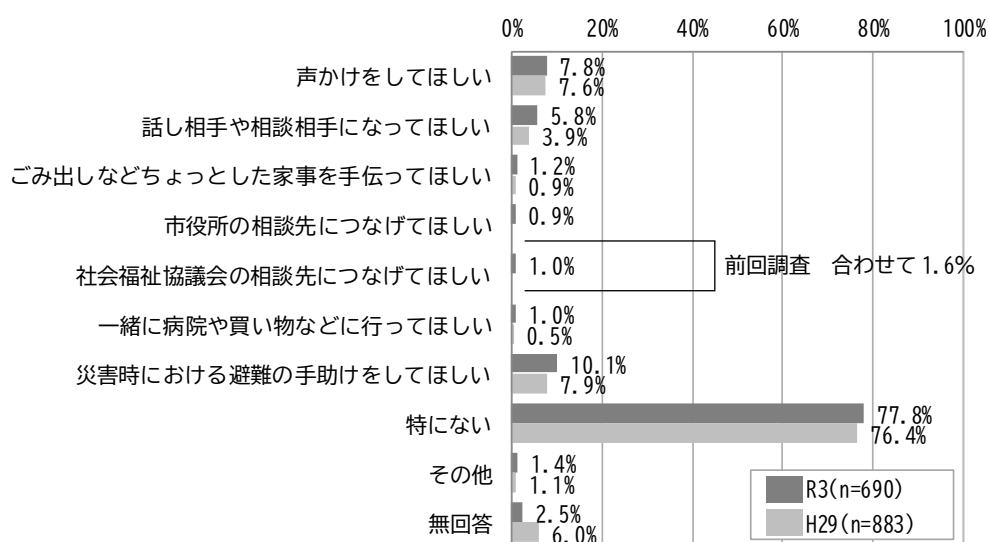 0% 20% 40% 60% 80% 100%
声かけをしてほしい 7.8%
7.6%
話し相手や相談相手になってほしい 5.8%
3.9%
ごみ出しなどちょっとした家事を手伝ってほしい 1.2%
0.9%
市役所の相談先につなげてほしい 0.9%
社会福祉協議会の相談先につなげてほしい 1.0% 前回調査　合わせて 1.6%
一緒に病院や買い物などに行ってほしい 1.0%
0.5%
災害時における避難の手助けをしてほしい 10.1%
7.9%
特にない 77.8%
76.4%
その他 1.4%
1.1%
無回答 2.5%
6.0%
R3(n=690)
H29(n=883)